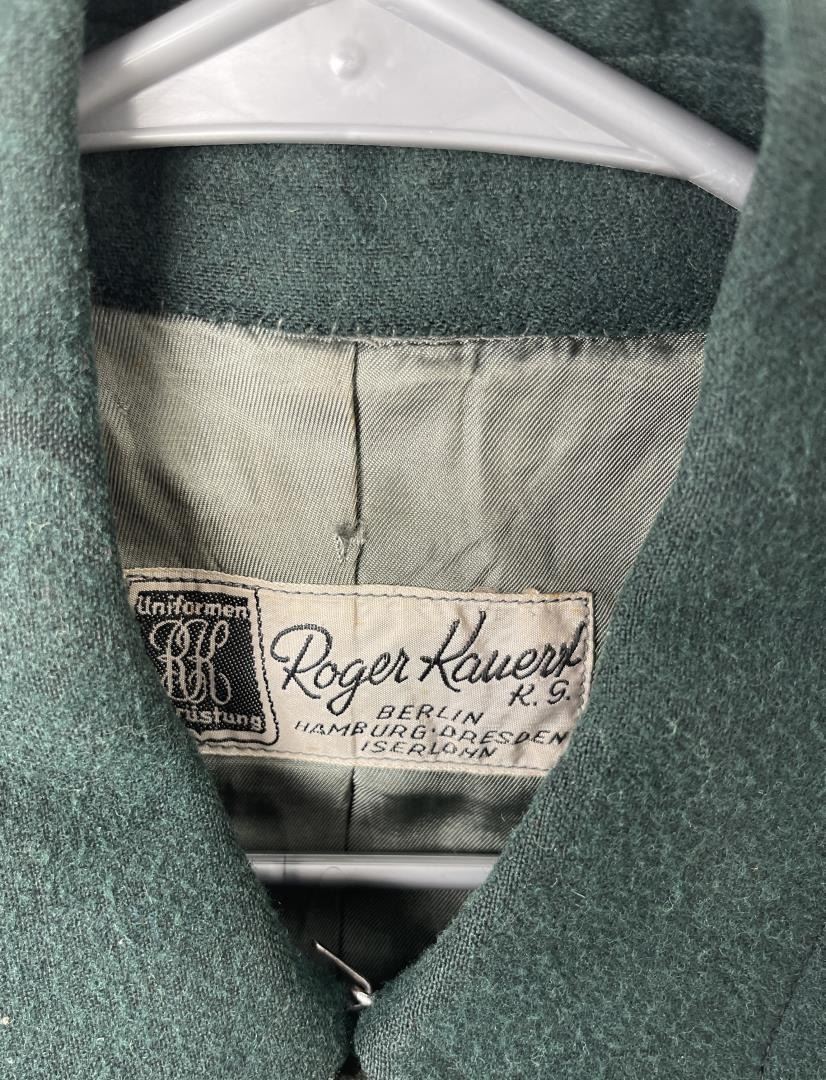 Uniformen
RK
rüstung
Roger Kauert
K.G.
BERLIN
HAMBURG·DRESDEN
ISERLOHN